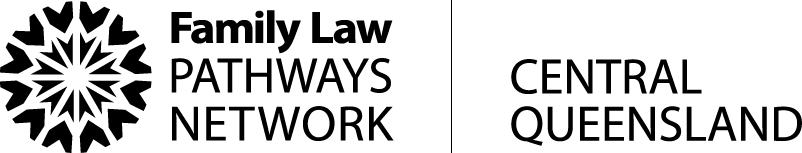 Family Law
PATHWAYS
NETWORK
CENTRAL
QUEENSLAND